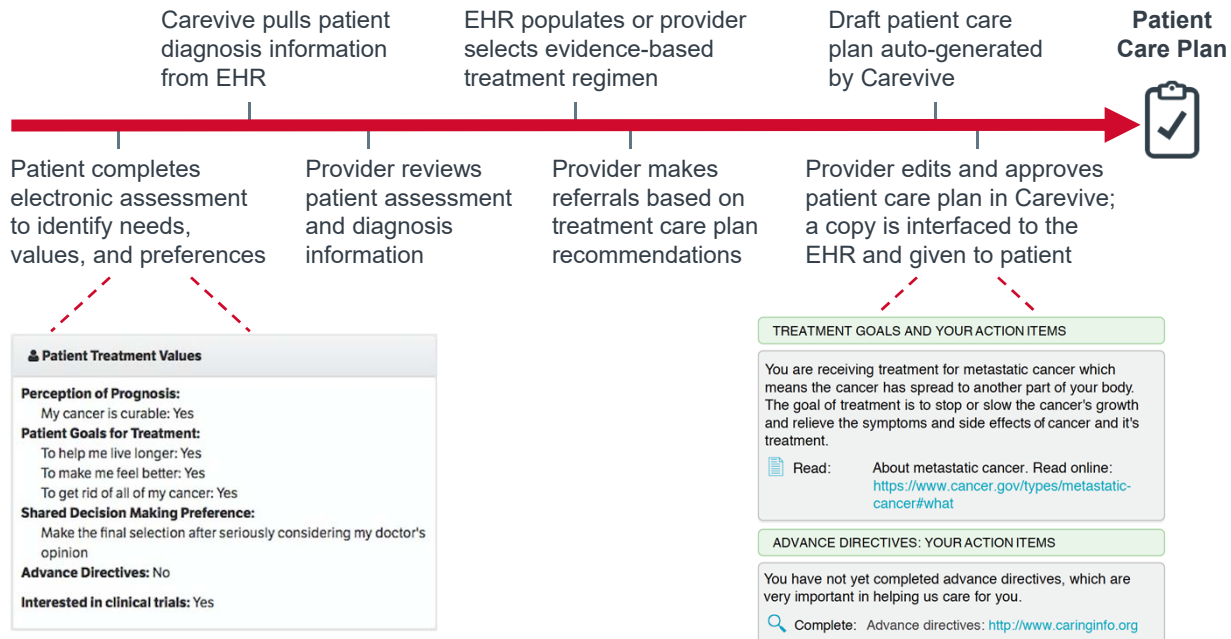 Carevive pulls patient
diagnosis information
from EHR
EHR populates or provider
selects evidence-based
treatment regimen
Draft patient care
plan auto-generated
by Carevive
Patient
Care Plan
Patient completes
electronic assessment
to identify needs,
values, and preferences
Provider reviews
patient assessment
and diagnosis
information
Provider makes
referrals based on
treatment care plan
recommendations
Provider edits and approves
patient care plan in Carevive;
a copy is interfaced to the
EHR and given to patient
Patient Treatment Values
Perception of Prognosis:
My cancer is curable: Yes
Patient Goals for Treatment:
To help me live longer: Yes
To make me feel better: Yes
To get rid of all of my cancer: Yes
Shared Decision Making Preference:
Make the final selection after seriously considering my doctor's
opinion
Advance Directives: No
Interested in clinical trials: Yes
TREATMENT GOALS AND YOUR ACTION ITEMS
You are receiving treatment for metastatic cancer which
means the cancer has spread to another part of your body.
The goal of treatment is to stop or slow the cancer's growth
and relieve the symptoms and side effects of cancer and it's
treatment.
Read: About metastatic cancer. Read online:
https://www.cancer.gov/types/metastatic-
cancer#what
ADVANCE DIRECTIVES: YOUR ACTION ITEMS
You have not yet completed advance directives, which are
very important in helping us care for you.
Complete: Advance directives: http://www.caringinfo.org